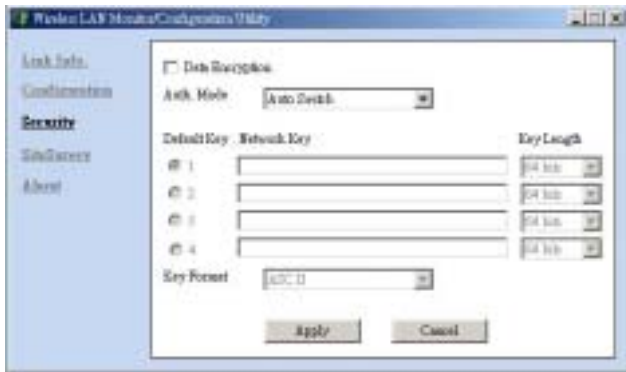 Wireless LAN Monitor/Configuration Utility
Link Info.
Configuration
Security
SiteSurvey
About
Data Encryption
Auth. Mode
Auto Switch
Default Key Network Key Key Length
1 64 bits
2 64 bits
3 64 bits
4 64 bits
Key Format ASCII
Apply Cancel